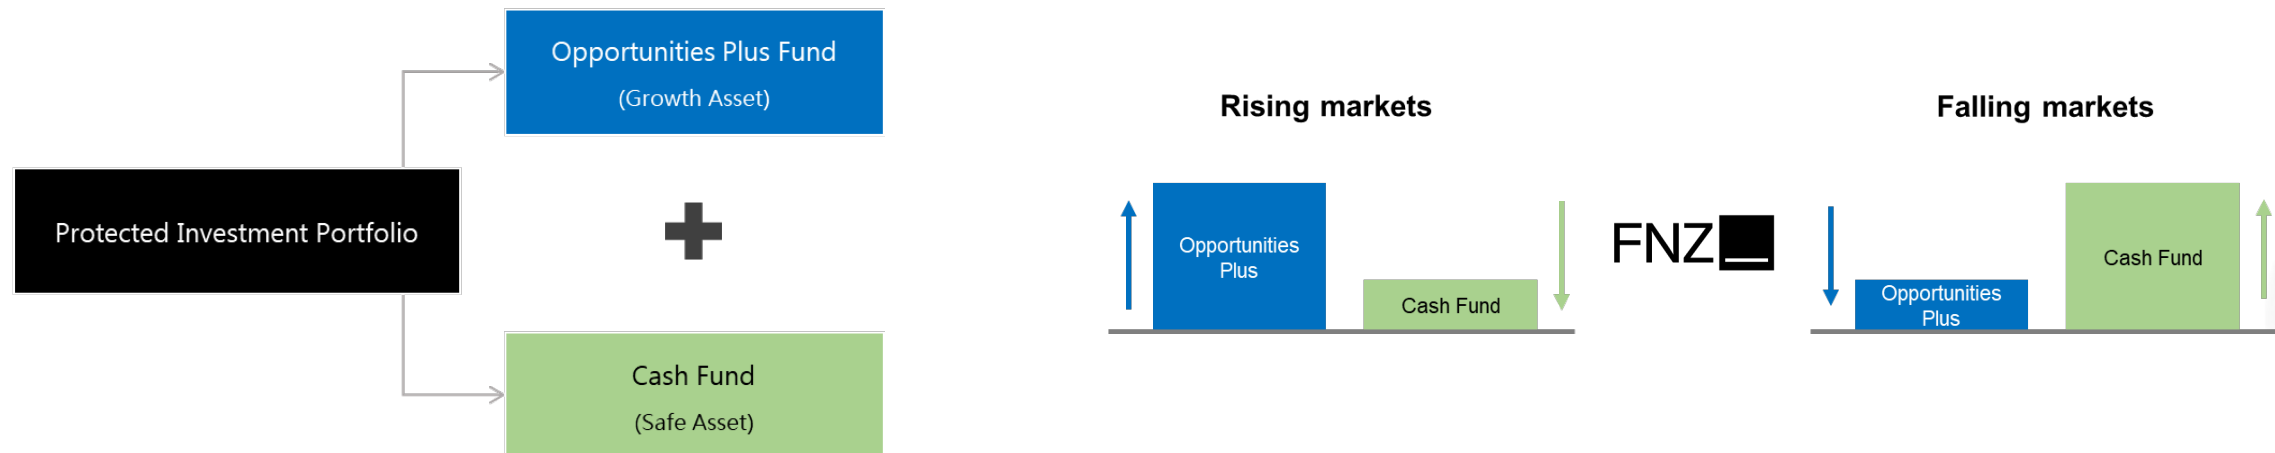 Opportunities Plus Fund
(Growth Asset)
Protected Investment Portfolio
Cash Fund
(Safe Asset)
Rising markets
Opportunities
Plus
Cash Fund
FNZ
Falling markets
Opportunities
Plus
Cash Fund